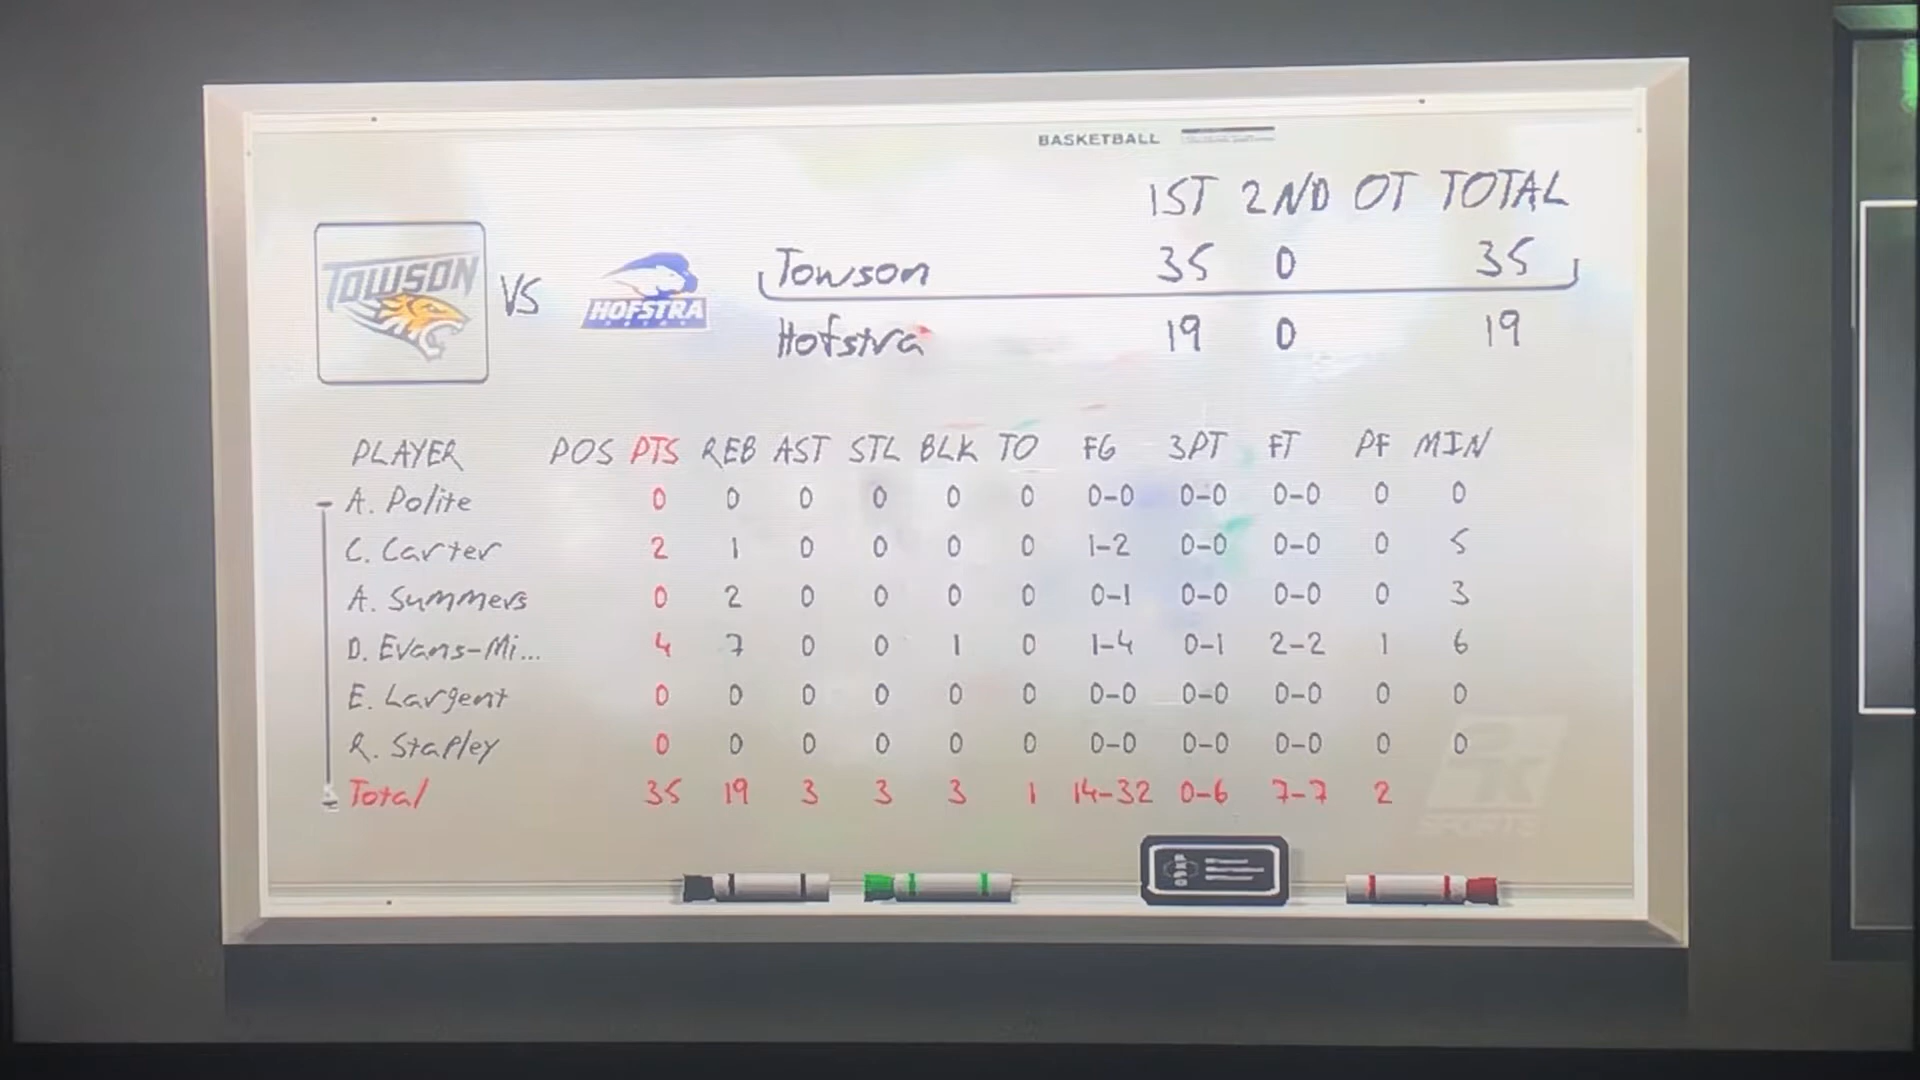 BASKETBALL
1ST 2ND OT TOTAL
TOWSON VS HOFSTRA
Towson 35 0 35
Hofstra 19 0 19
PLAYER POS PTS REB AST STL BLK TO FG 3PT FT PF MIN
A. Polite 0 0 0 0 0 0 0-0 0-0 0-0 0 0
C. Carter 2 1 0 0 0 0 1-2 0-0 0-0 0 5
A. Summers 0 2 0 0 0 0 0-1 0-0 0-0 0 3
D. Evans-Mi... 4 7 0 0 1 0 1-4 0-1 2-2 1 6
E. Largent 0 0 0 0 0 0 0-0 0-0 0-0 0 0
R. Stapley 0 0 0 0 0 0 0-0 0-0 0-0 0 0
Total 35 19 3 3 3 1 14-32 0-6 7-7 2
2K
SPORTS